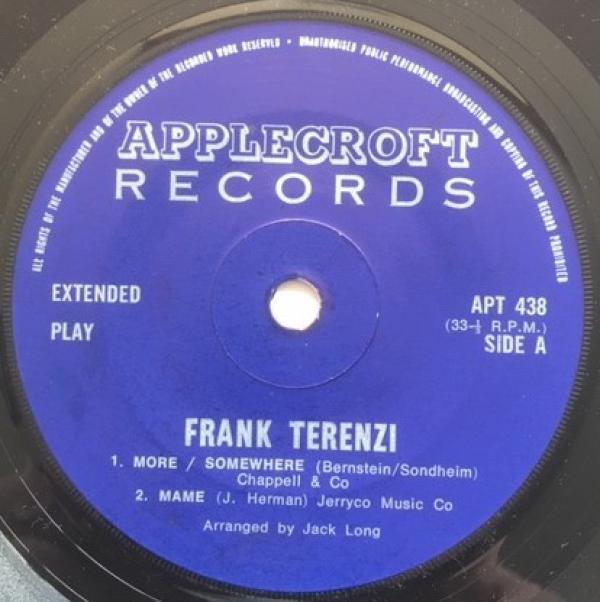 ALL RIGHTS OF THE MANUFACTURER AND OF THE OWNER OF THE RECORDED WORK RESERVED • UNAUTHORISED PUBLIC PERFORMANCE BROADCASTING AND COPYING OF THIS RECORD PROHIBITED
APPLECROFT
RECORDS
EXTENDED
PLAY
APT 438
(33-⅓ R.P.M.)
SIDE A
FRANK TERENZI
1. MORE / SOMEWHERE (Bernstein/Sondheim)
Chappell & Co
2. MAME (J. Herman) Jerryco Music Co
Arranged by Jack Long